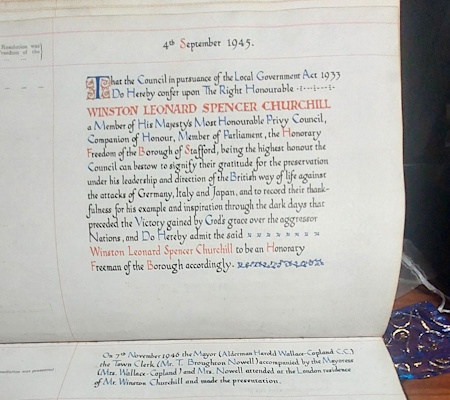 4th September 1945.
Resolution was
Freedom of the
That the Council in pursuance of the Local Government Act 1933
Do Hereby confer upon The Right Honourable
WINSTON LEONARD SPENCER CHURCHILL
a Member of His Majesty's Most Honourable Privy Council,
Companion of Honour, Member of Parliament, the Honorary
Freedom of the Borough of Stafford, being the highest honour the
Council can bestow to signify their gratitude for the preservation
under his leadership and direction of the British way of life against
the attacks of Germany, Italy and Japan, and to record their thank-
fulness for his example and inspiration through the dark days that
preceded the Victory gained by God's grace over the aggressor
Nations, and Do Hereby admit the said
Winston Leonard Spencer Churchill to be an Honorary
Freeman of the Borough accordingly.
On 7th November 1946 the Mayor (Alderman Harold Wallace-Copland C.C.)
the Town Clerk (Mr. T. Broughton Nowell) accompanied by the Mayoress
(Mrs. Wallace-Copland) and Mrs. Nowell attended at the London residence
of Mr Winston Churchill and made the presentation.